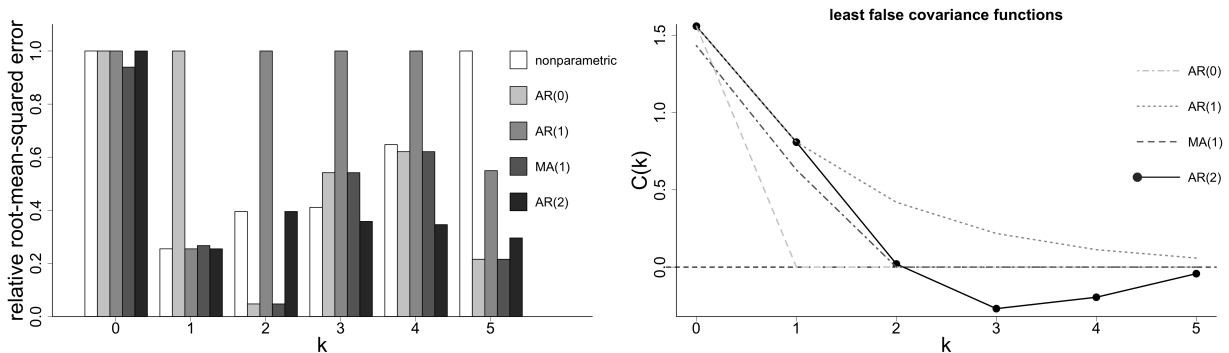 relative root-mean-squared error
1.0
0.8
0.6
0.4
0.2
0.0
0 1 2 3 4 5
k
nonparametric
AR(0)
AR(1)
MA(1)
AR(2)
least false covariance functions
C(k)
1.5
1.0
0.5
0.0
0 1 2 3 4 5
k
AR(0)
AR(1)
MA(1)
AR(2)